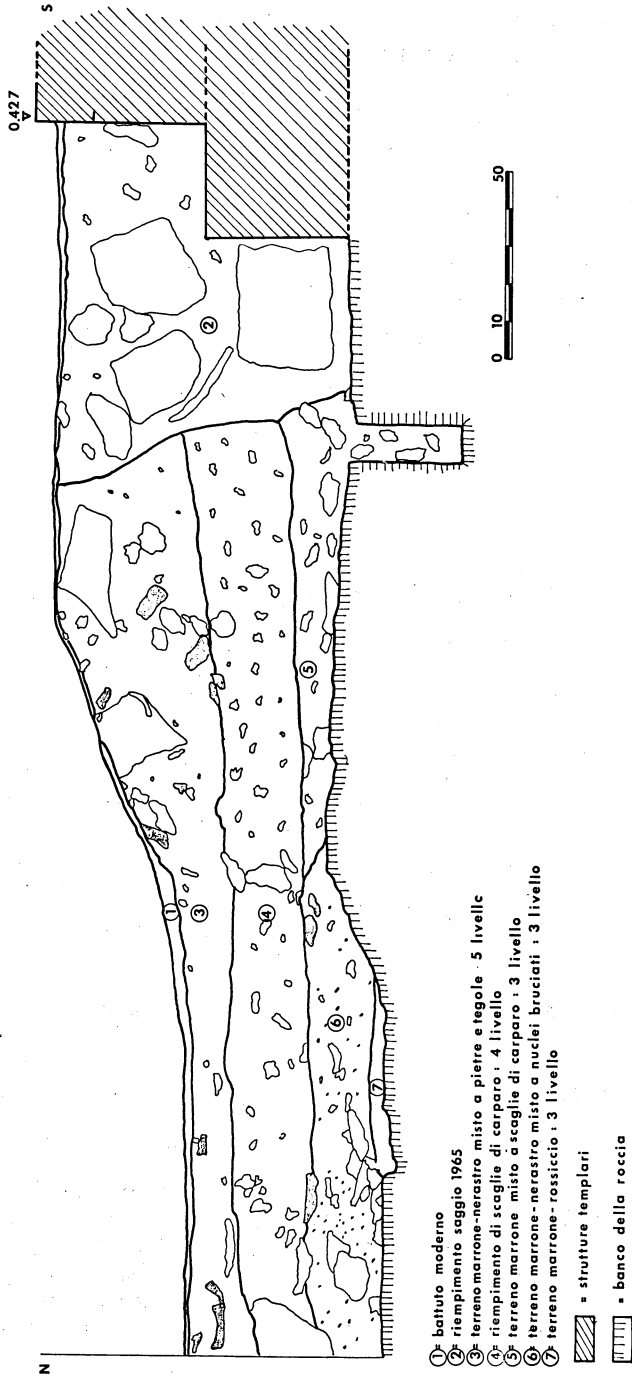 N
S
0.427
①
②
③
④
⑤
⑥
⑦
0 10 50
①= battuto moderno
②= riempimento saggio 1965
③= terreno marrone-nerastro misto a pietre e tegole 5 livello
④= riempimento di scaglie di carparo : 4 livello
⑤= terreno marrone misto a scaglie di carparo : 3 livello
⑥= terreno marrone-nerastro misto a nuclei bruciati : 3 livello
⑦= terreno marrone-rossiccio : 3 livello
= strutture templari
= banco della roccia